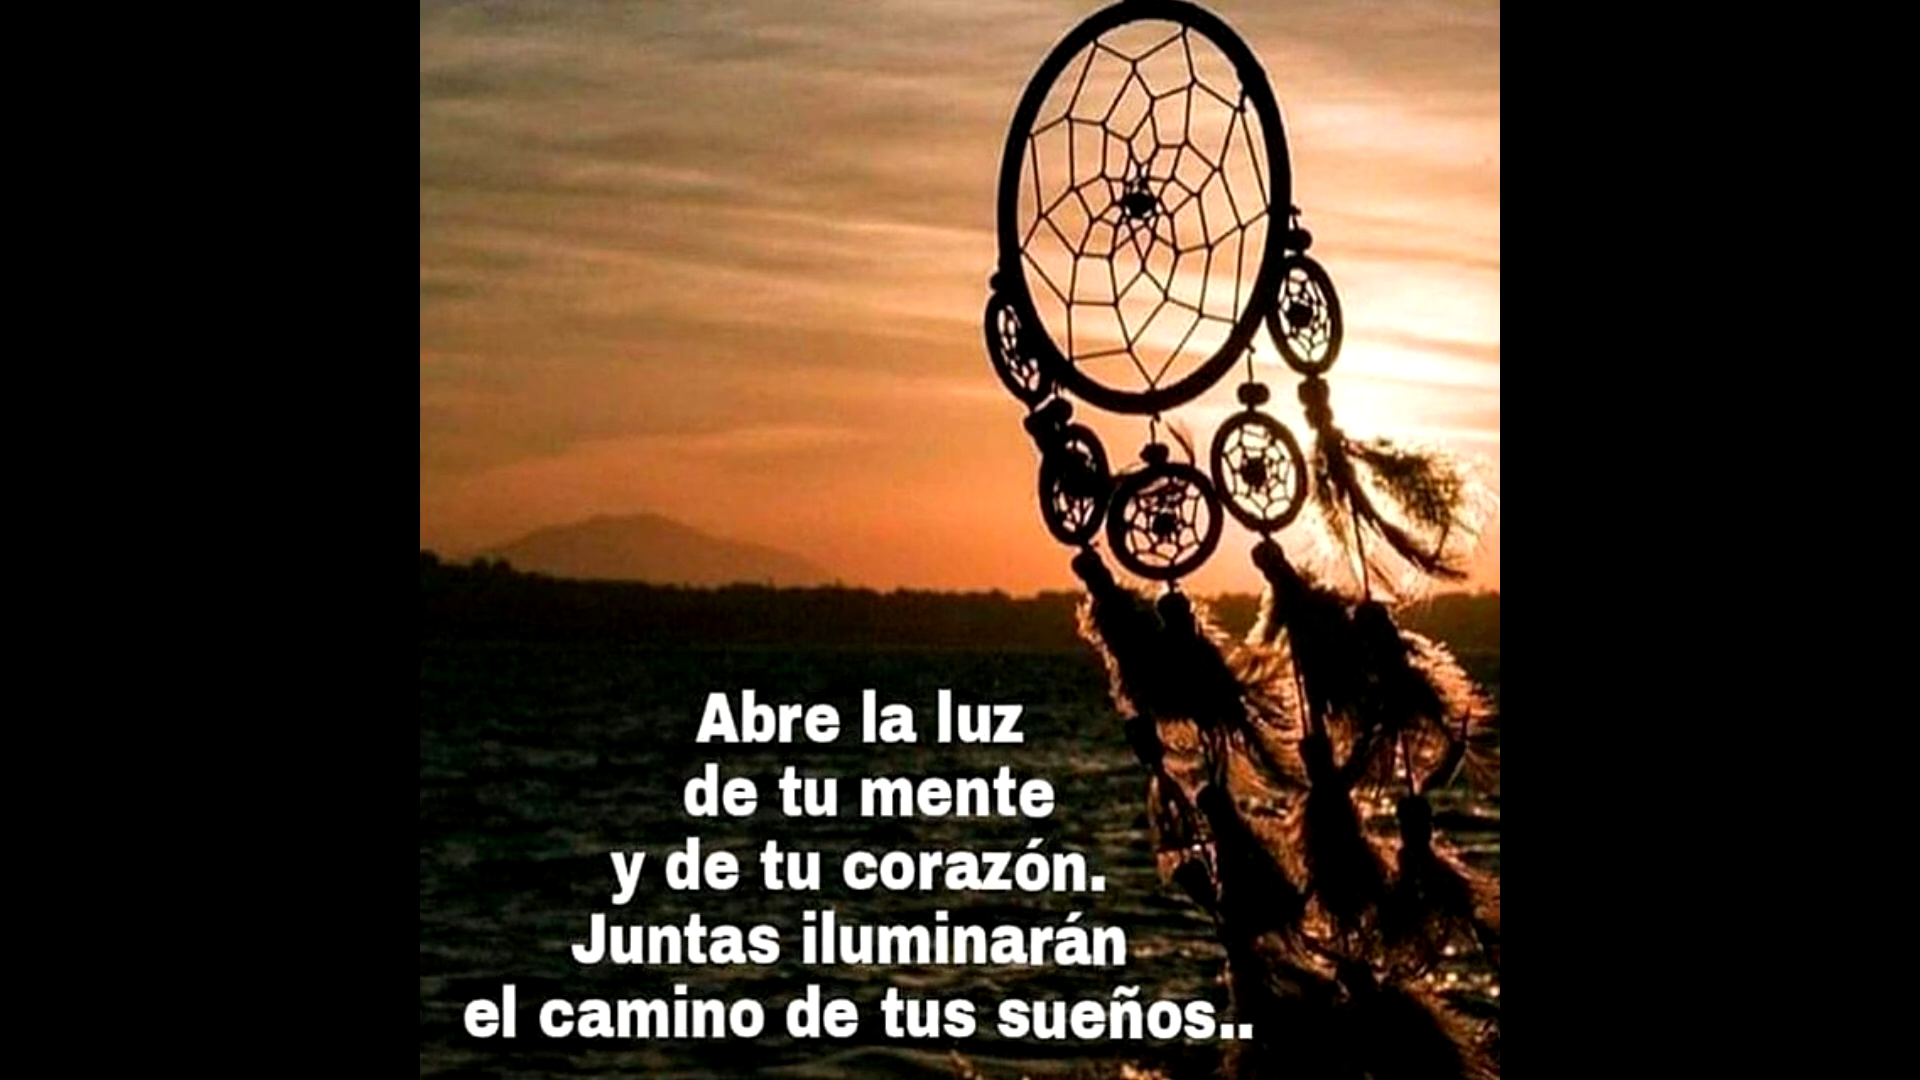 Abre la luz
de tu mente
y de tu corazón.
Juntas iluminarán
el camino de tus sueños..